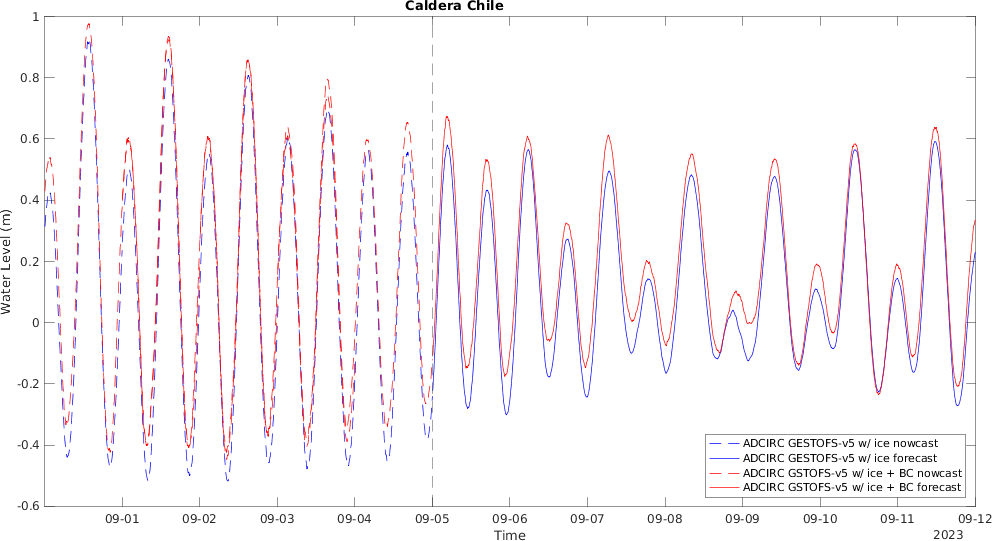 Caldera Chile
1
0.8
0.6
0.4
0.2
0
-0.2
-0.4
-0.6
Water Level (m)
09-01 09-02 09-03 09-04 09-05 09-06 09-07 09-08 09-09 09-10 09-11 09-12
Time
2023
ADCIRC GESTOFS-v5 w/ ice nowcast
ADCIRC GESTOFS-v5 w/ ice forecast
ADCIRC GSTOFS-v5 w/ ice + BC nowcast
ADCIRC GSTOFS-v5 w/ ice + BC forecast